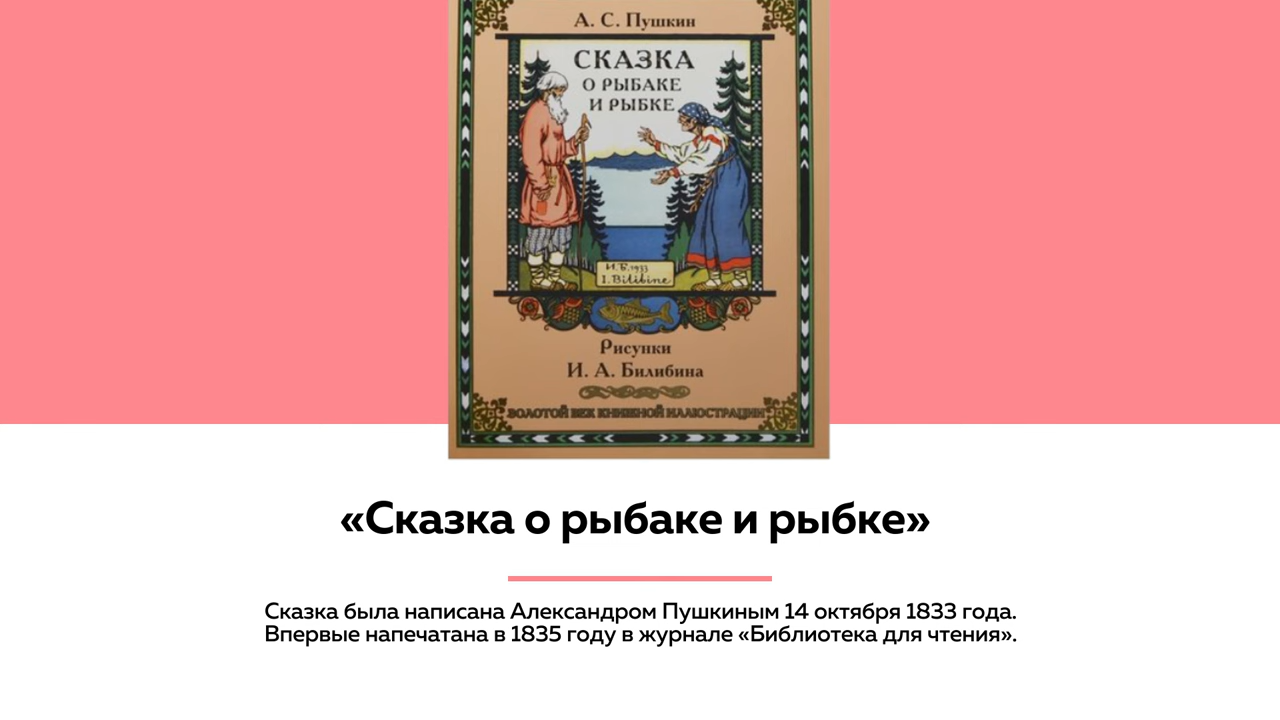 А. С. Пушкин
СКАЗКА
О РЫБАКЕ
И РЫБКЕ
И. Б. 1933
I. Bilibine
Рисунки
И. А. Билибина
ЗОЛОТОЙ ВЕК КНИЖНОЙ ИЛЛЮСТРАЦИИ
«Сказка о рыбаке и рыбке»
Сказка была написана Александром Пушкиным 14 октября 1833 года.
Впервые напечатана в 1835 году в журнале «Библиотека для чтения».